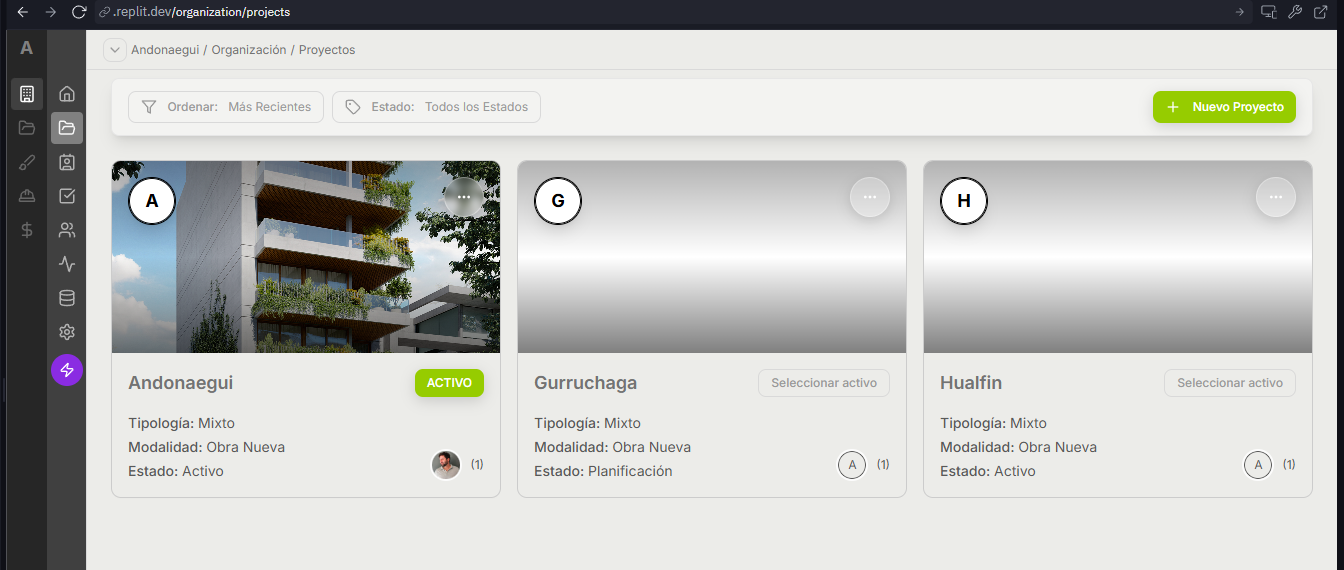 .replit.dev/organization/projects
A
Andonaegui / Organización / Proyectos
Ordenar: Más Recientes
Estado: Todos los Estados
+ Nuevo Proyecto
A
G
H
Andonaegui
ACTIVO
Tipología: Mixto
Modalidad: Obra Nueva
Estado: Activo
(1)
Gurruchaga
Seleccionar activo
Tipología: Mixto
Modalidad: Obra Nueva
Estado: Planificación
A (1)
Hualfin
Seleccionar activo
Tipología: Mixto
Modalidad: Obra Nueva
Estado: Activo
A (1)